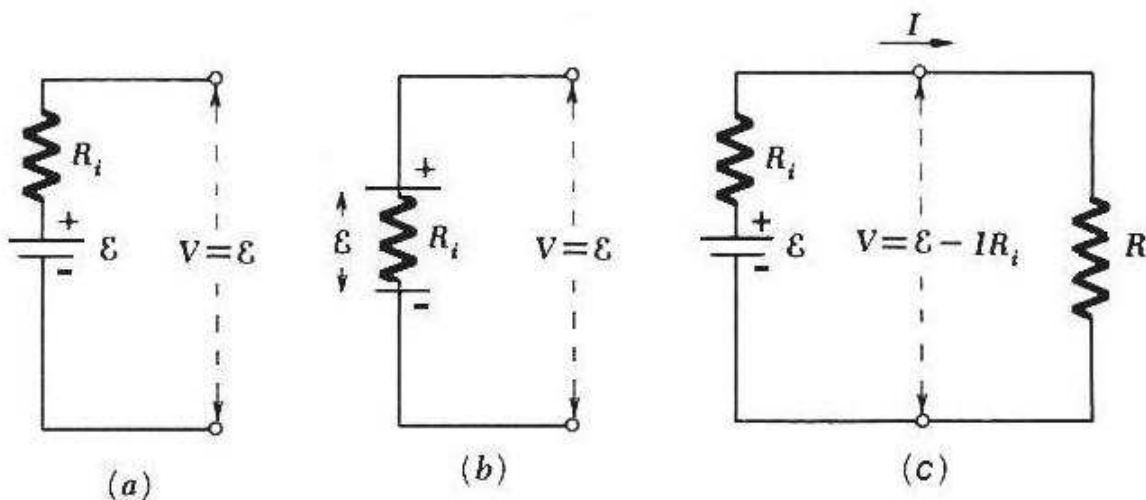 R_i
+
ε
-
V=ε
(a)
+
ε
R_i
-
V=ε
(b)
I
R_i
+
ε
-
V=ε-IR_i
R
(c)